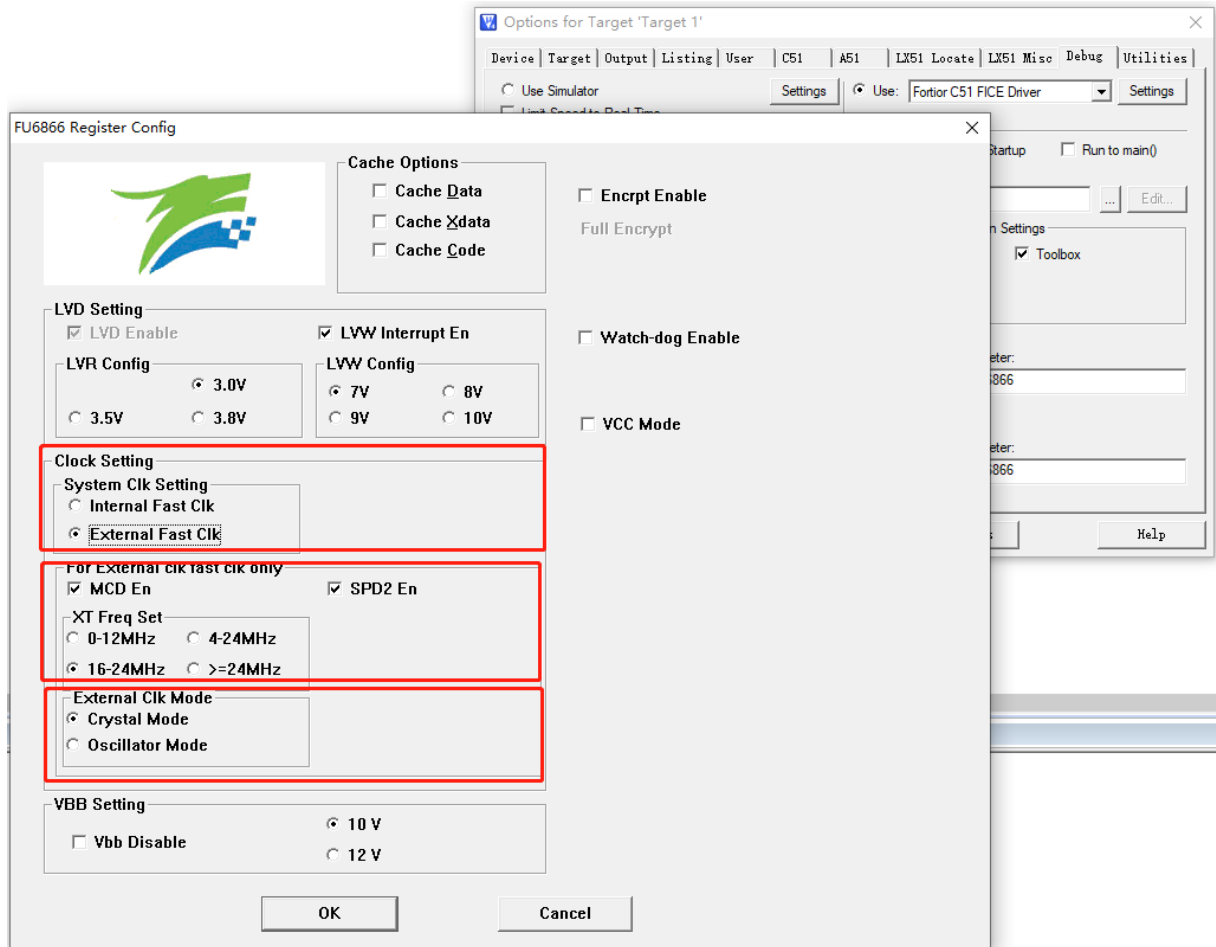 Options for Target 'Target 1'
Device Target Output Listing User C51 A51 LX51 Locate LX51 Misc Debug Utilities
Use Simulator Settings Use: Fortior C51 FICE Driver Settings
FU6866 Register Config
Startup Run to main()
... Edit...
n Settings
Toolbox
eter:
6866
eter:
6866
Help
Cache Options
Cache Data
Cache Xdata
Cache Code
Encrpt Enable
Full Encrypt
LVD Setting
LVD Enable LVW Interrupt En
Watch-dog Enable
LVR Config
3.0V
3.5V 3.8V
LVW Config
7V 8V
9V 10V
VCC Mode
Clock Setting
System Clk Setting
Internal Fast Clk
External Fast Clk
For External clk fast clk only
MCD En SPD2 En
XT Freq Set
0-12MHz 4-24MHz
16-24MHz >=24MHz
External Clk Mode
Crystal Mode
Oscillator Mode
VBB Setting
Vbb Disable
10 V
12 V
OK Cancel